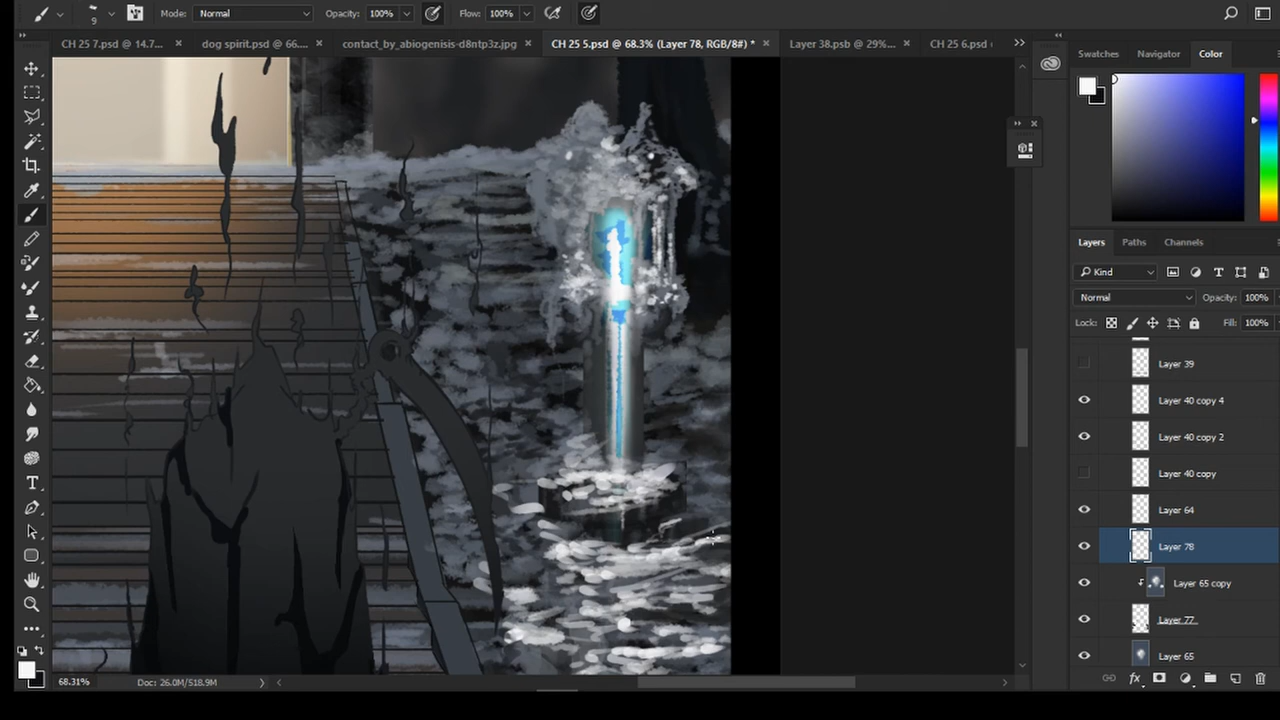 9 Mode: Normal Opacity: 100% Flow: 100%
CH 25 7.psd @ 14.7... × dog spirit.psd @ 66.... × contact_by_abiogenisis-d8ntp3z.jpg CH 25 5.psd @ 68.3% (Layer 78, RGB/8#) * × Layer 38.psb @ 29%... × CH 25 6.psd
Swatches Navigator Color
Layers Paths Channels
Kind
Normal Opacity: 100%
Lock: Fill: 100%
Layer 39
Layer 40 copy 4
Layer 40 copy 2
Layer 40 copy
Layer 64
Layer 78
Layer 65 copy
Layer 77
Layer 65
68.31% Doc: 26.0M/518.9M